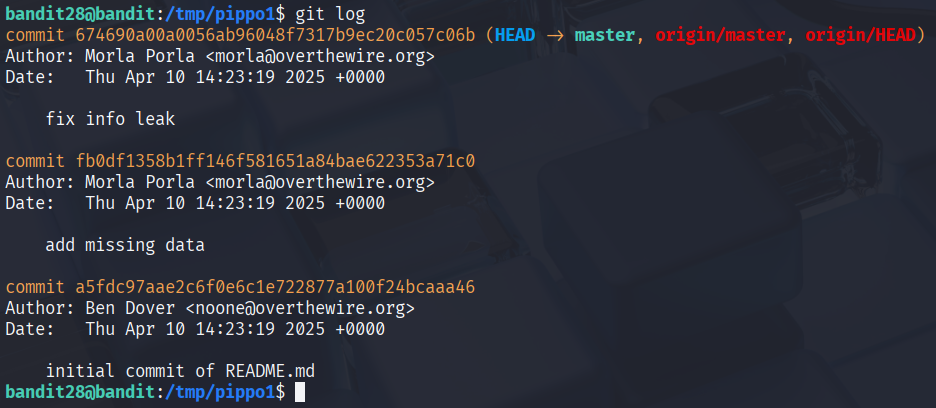 bandit28@bandit:/tmp/pippo1$ git log
commit 674690a00a0056ab96048f7317b9ec20c057c06b (HEAD -> master, origin/master, origin/HEAD)
Author: Morla Porla <morla@overthewire.org>
Date:   Thu Apr 10 14:23:19 2025 +0000

    fix info leak

commit fb0df1358b1ff146f581651a84bae622353a71c0
Author: Morla Porla <morla@overthewire.org>
Date:   Thu Apr 10 14:23:19 2025 +0000

    add missing data

commit a5fdc97aae2c6f0e6c1e722877a100f24bcaaa46
Author: Ben Dover <noone@overthewire.org>
Date:   Thu Apr 10 14:23:19 2025 +0000

    initial commit of README.md
bandit28@bandit:/tmp/pippo1$